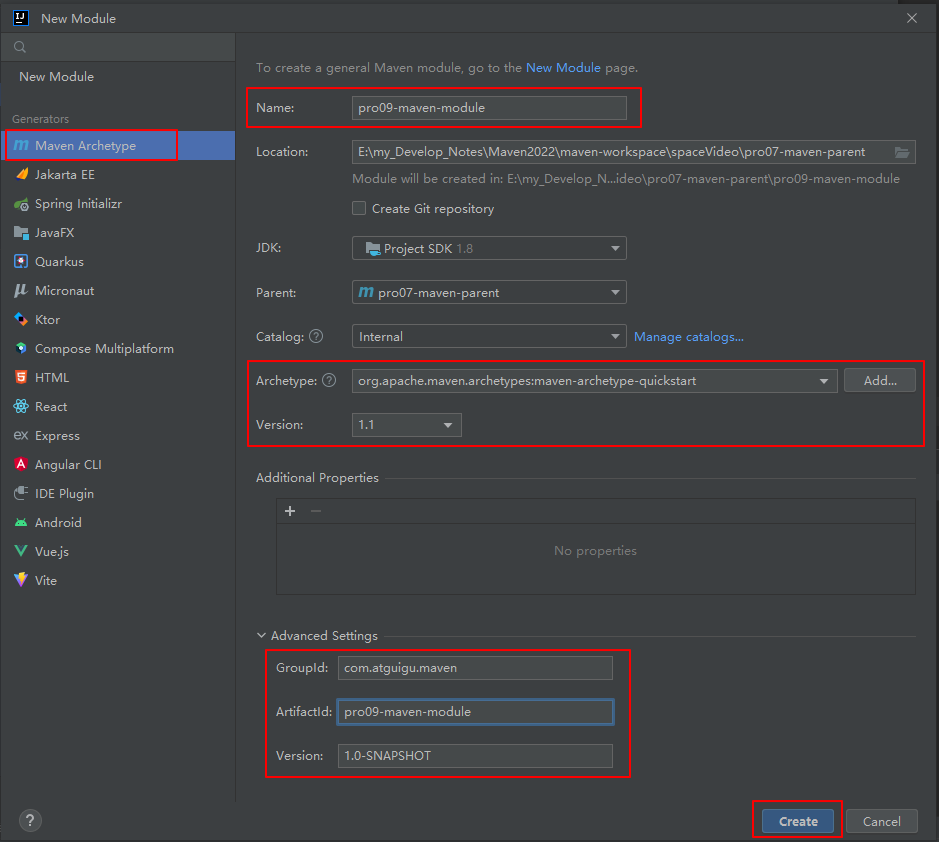 New Module
New Module
Generators
Maven Archetype
Jakarta EE
Spring Initializr
JavaFX
Quarkus
Micronaut
Ktor
Compose Multiplatform
HTML
React
Express
Angular CLI
IDE Plugin
Android
Vue.js
Vite
To create a general Maven module, go to the New Module page.
Name: pro09-maven-module
Location: E:\my_Develop_Notes\Maven2022\maven-workspace\spaceVideo\pro07-maven-parent
Module will be created in: E:\my_Develop_N...ideo\pro07-maven-parent\pro09-maven-module
Create Git repository
JDK: Project SDK 1.8
Parent: pro07-maven-parent
Catalog: ? Internal Manage catalogs...
Archetype: ? org.apache.maven.archetypes:maven-archetype-quickstart Add...
Version: 1.1
Additional Properties
No properties
Advanced Settings
GroupId: com.atguigu.maven
ArtifactId: pro09-maven-module
Version: 1.0-SNAPSHOT
? Create Cancel